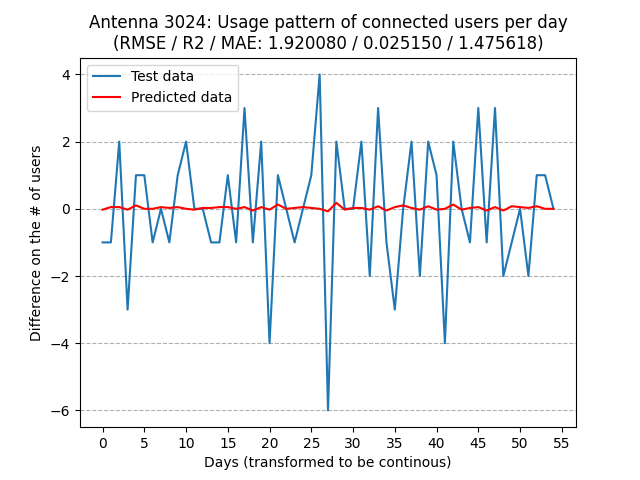 Antenna 3024: Usage pattern of connected users per day
(RMSE / R2 / MAE: 1.920080 / 0.025150 / 1.475618)
Test data
Predicted data
Difference on the # of users
4
2
0
−2
−4
−6
0 5 10 15 20 25 30 35 40 45 50 55
Days (transformed to be continous)